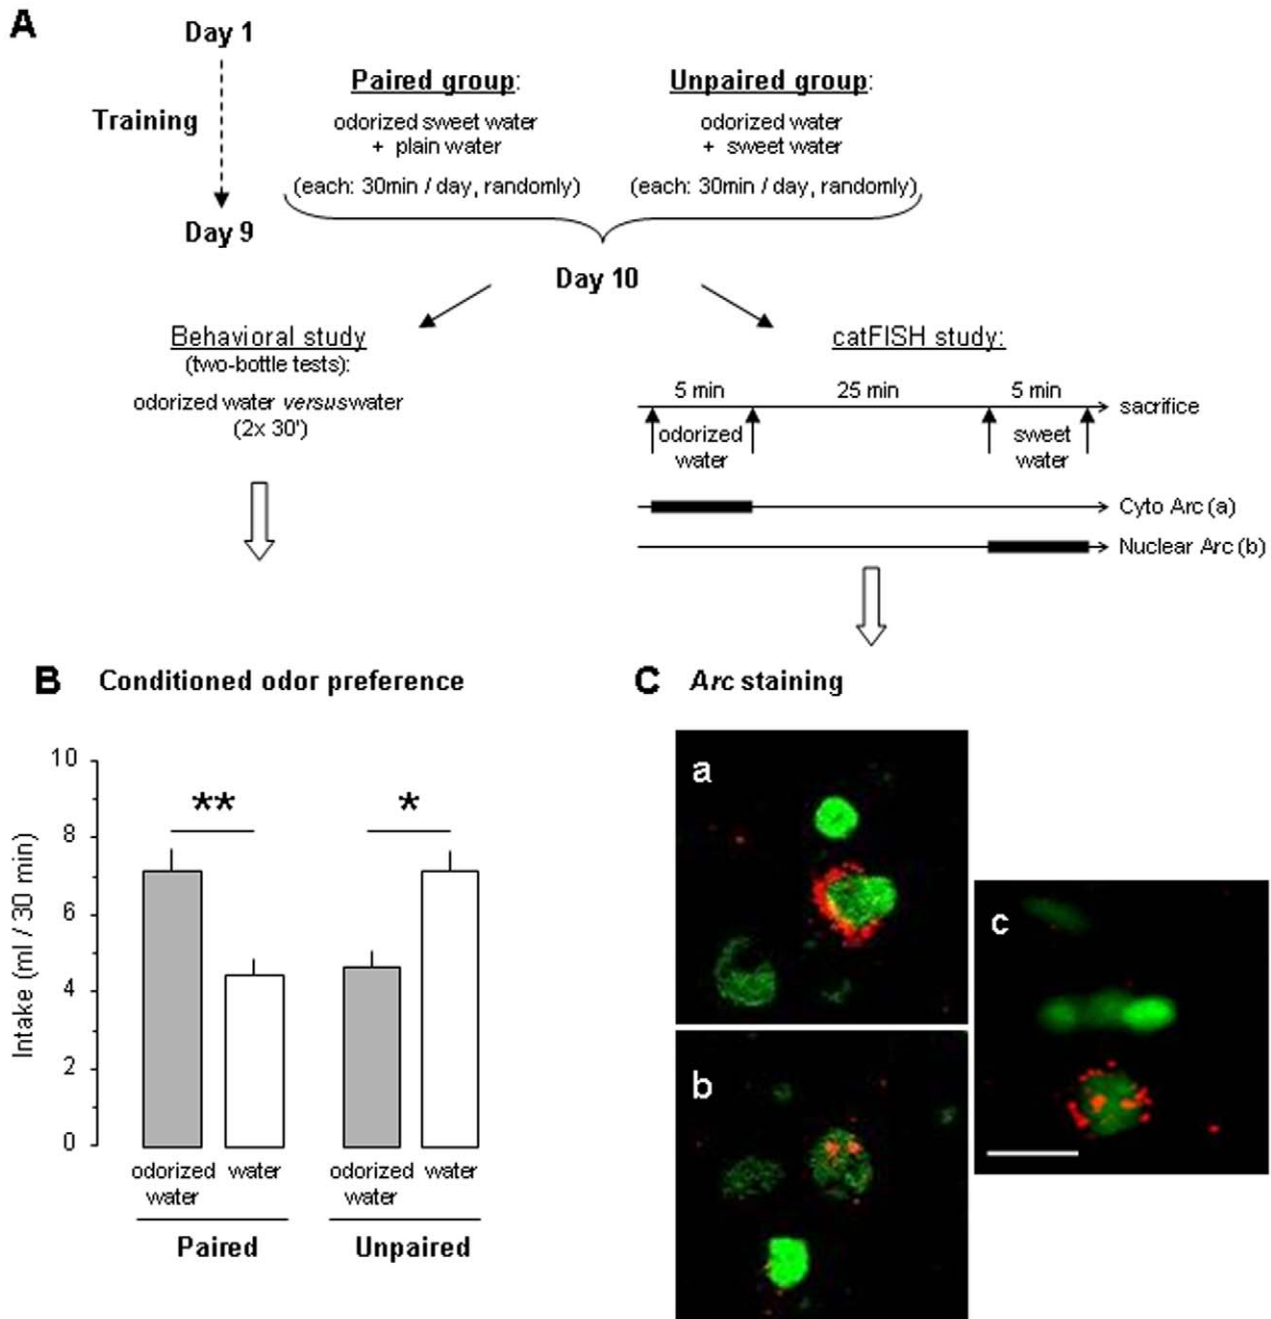 A
Day 1
Training
Day 9
Paired group:
odorized sweet water
+ plain water
(each: 30min / day, randomly)
Unpaired group:
odorized water
+ sweet water
(each: 30min / day, randomly)
Day 10
Behavioral study
(two-bottle tests):
odorized water versuswater
(2x 30')
catFISH study:
5 min
25 min
5 min
sacrifice
odorized
water
sweet
water
Cyto Arc (a)
Nuclear Arc (b)
B Conditioned odor preference
Intake (ml / 30 min)
10
8
6
4
2
0
**
*
odorized
water
water
odorized
water
water
Paired
Unpaired
C Arc staining
a
b
c